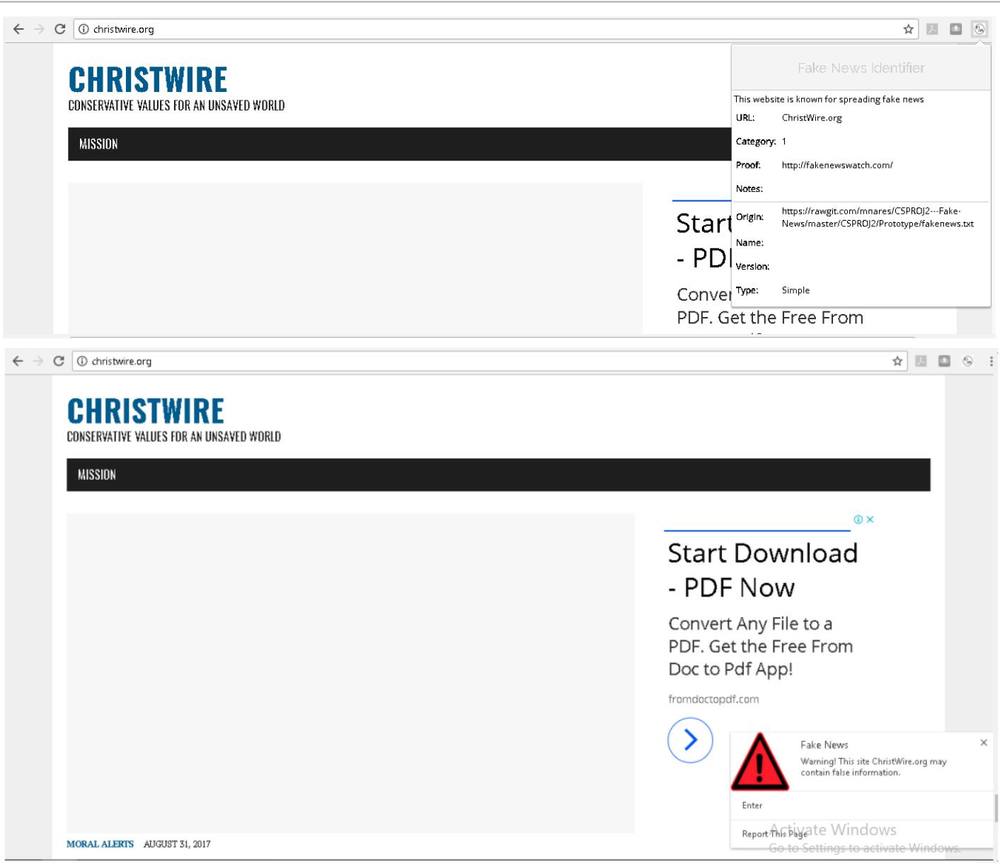 christwire.org
CHRISTWIRE
CONSERVATIVE VALUES FOR AN UNSAVED WORLD
MISSION
Fake News Identifier
This website is known for spreading fake news
URL: ChristWire.org
Category: 1
Proof: http://fakenewswatch.com/
Notes:
Origin: https://rawgit.com/mnares/CSPROJ2---Fake-
News/master/CSPROJ2/Prototype/fakenews.txt
Name:
Version:
Type: Simple
Start
- PD
Conver
PDF. Get the Free From
christwire.org
CHRISTWIRE
CONSERVATIVE VALUES FOR AN UNSAVED WORLD
MISSION
Start Download
- PDF Now
Convert Any File to a
PDF. Get the Free From
Doc to Pdf App!
fromdoctopdf.com
Fake News
Warning! This site ChristWire.org may
contain false information.
Enter
Report This Page
Activate Windows
Go to Settings to activate Windows.
MORAL ALERTS AUGUST 31, 2017